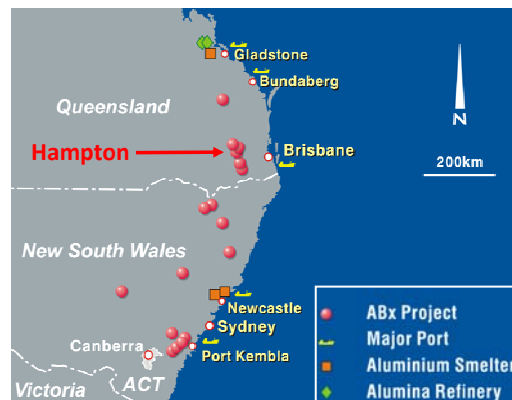 Gladstone
Bundaberg
Queensland
Hampton
Brisbane
N
200km
New South Wales
Newcastle
Sydney
Canberra
Port Kembla
ACT
Victoria
ABx Project
Major Port
Aluminium Smelter
Alumina Refinery